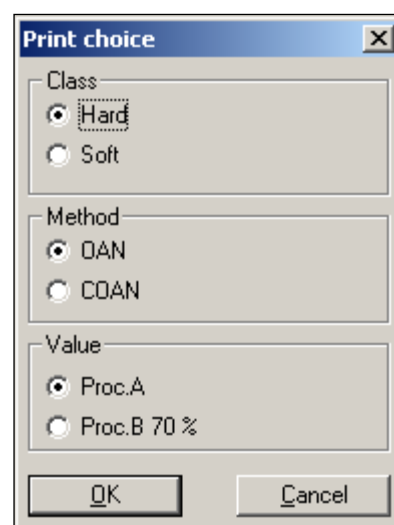 Print choice
Class
Hard
Soft
Method
OAN
COAN
Value
Proc.A
Proc.B 70 %
OK Cancel